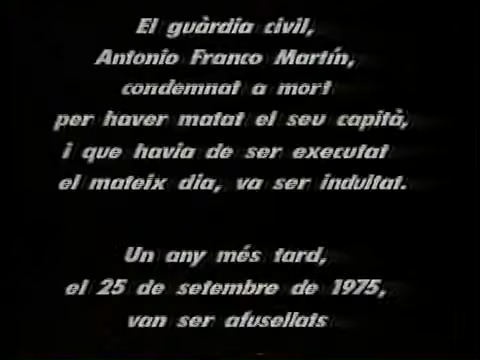 El guàrdia civil,
Antonio Franco Martín,
condemnat a mort
per haver matat el seu capità,
i que havia de ser executat
el mateix dia, va ser indultat.
Un any més tard,
el 25 de setembre de 1975,
van ser afusellats